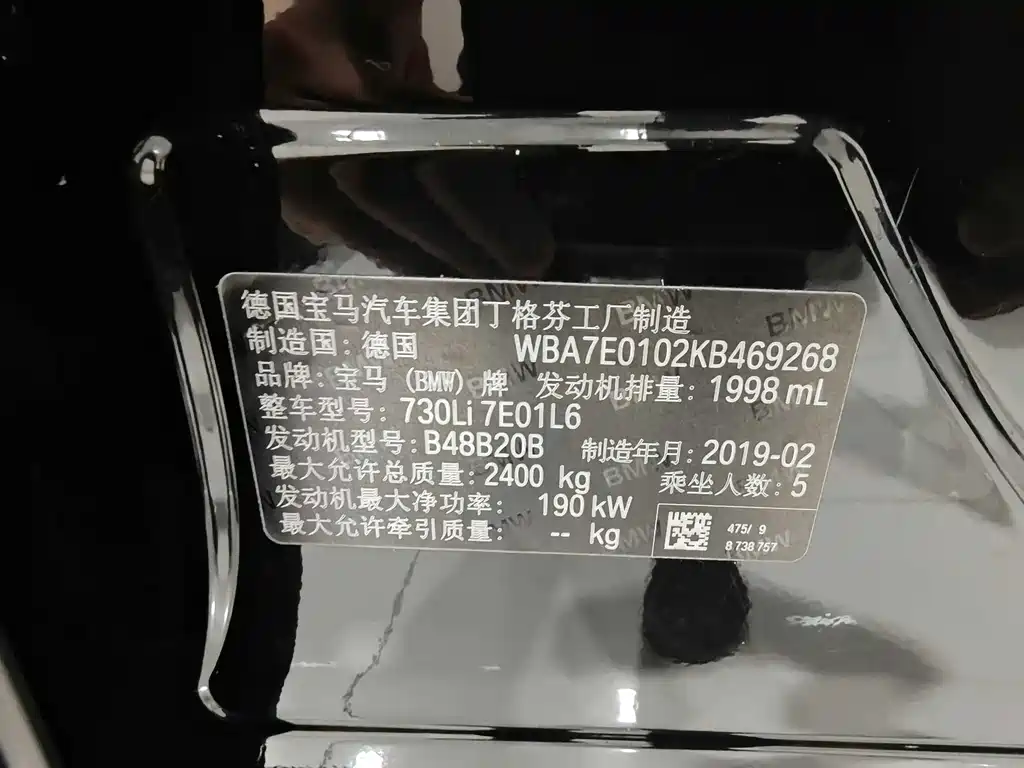 德国宝马汽车集团丁格芬工厂制造
制造国: 德国 WBA7E0102KB469268
品牌: 宝马 (BMW) 牌 发动机排量: 1998 mL
整车型号: 730Li 7E01L6
发动机型号: B48B20B 制造年月: 2019-02
最大允许总质量: 2400 kg 乘坐人数: 5
发动机最大净功率: 190 kW
最大允许牵引质量: -- kg
475/ 9
8 738 757